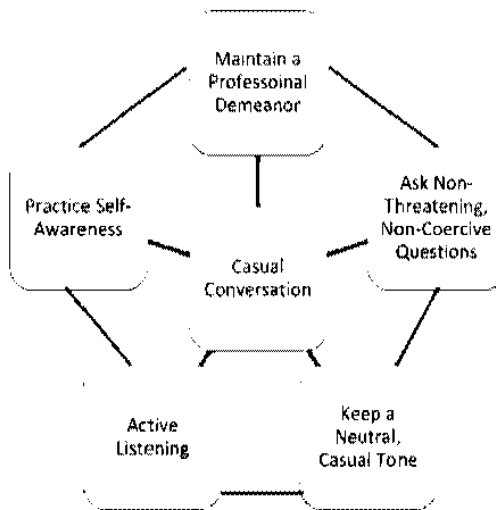 Maintain a
Professoinal
Demeanor
Practice Self-
Awareness
Ask Non-
Threatening,
Non-Coercive
Questions
Casual
Conversation
Active
Listening
Keep a
Neutral,
Casual Tone